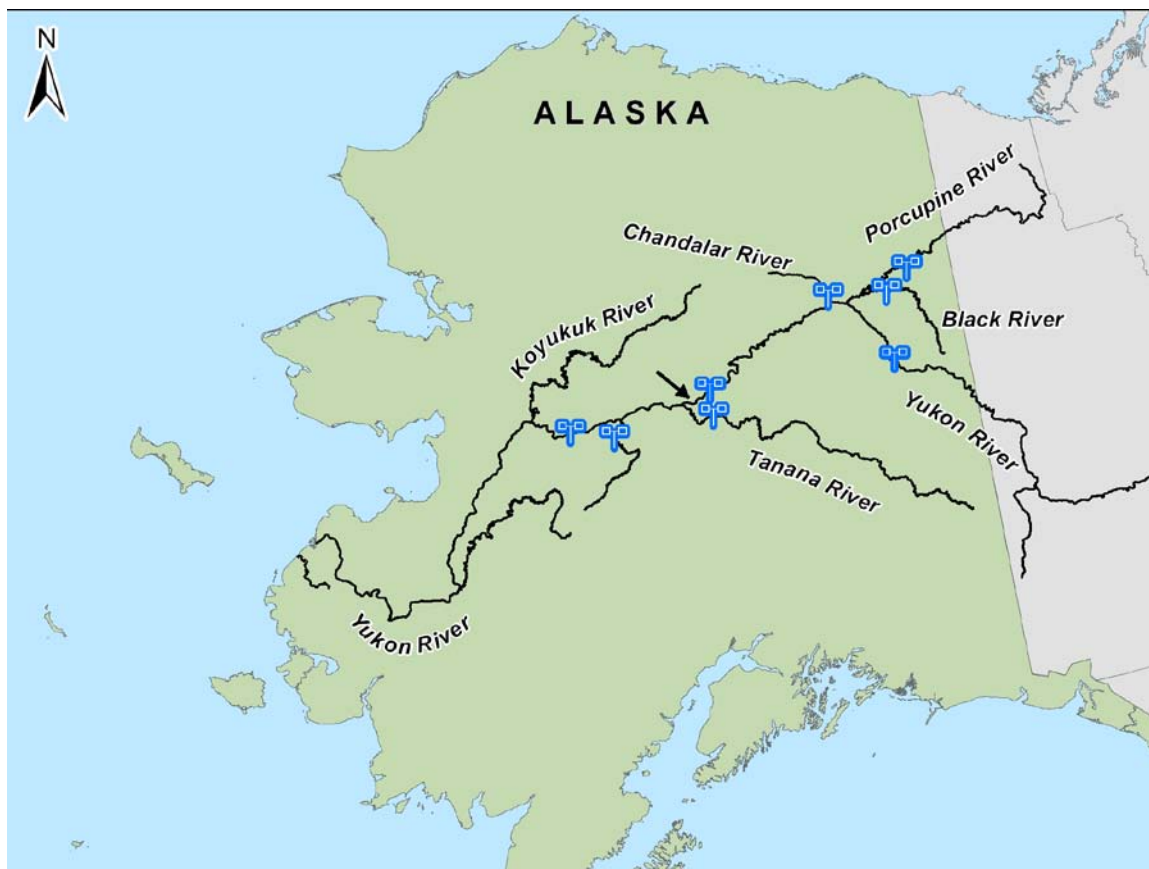 N
ALASKA
Porcupine River
Chandalar River
Koyukuk River
Black River
Yukon River
Tanana River
Yukon River